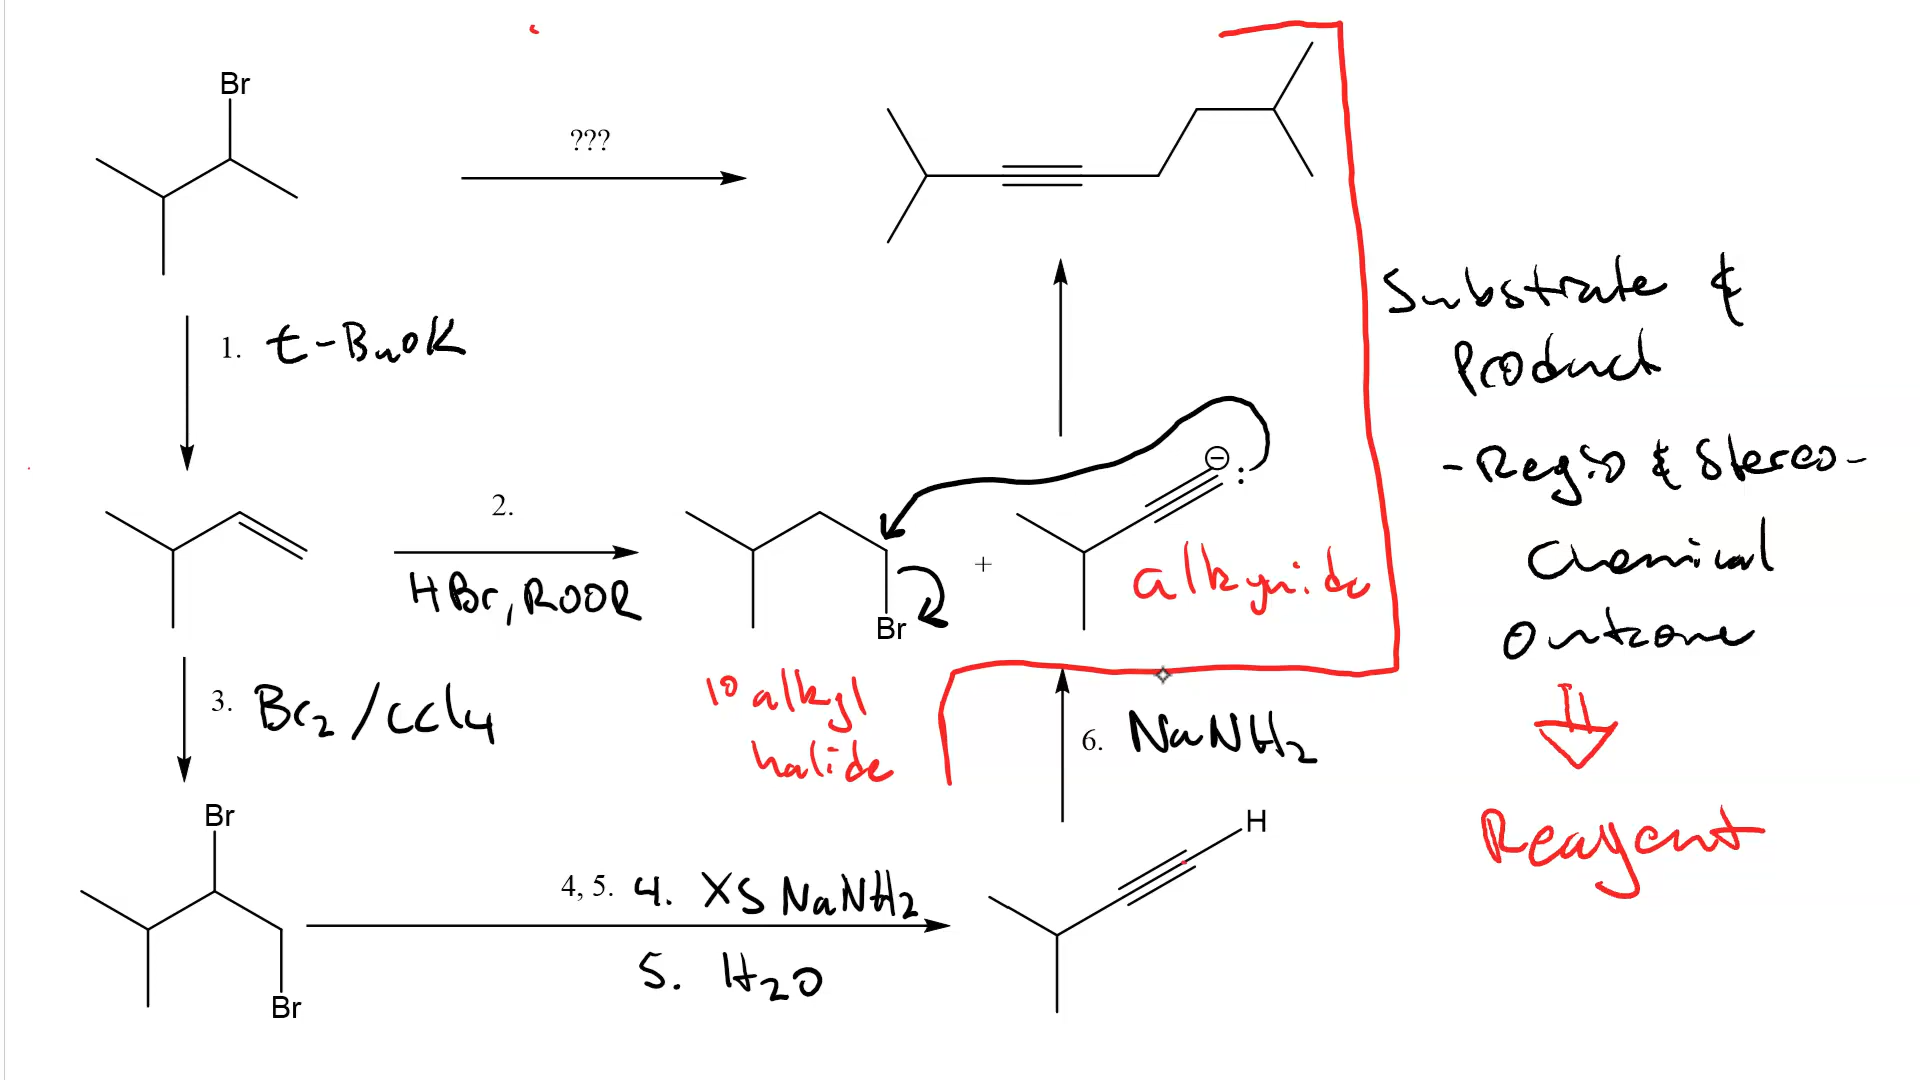 Br
???
1. t-BuOK
Substrate &
Product
- Regio & Stereo-
Chemical
Outcome
Reagent
2.
HBr, ROOR
⊖
:
+
alkynide
Br
1° alkyl
halide
3. Br2/CCl4
6. NaNH2
Br
H
4, 5. 4. XS NaNH2
5. H2O
Br